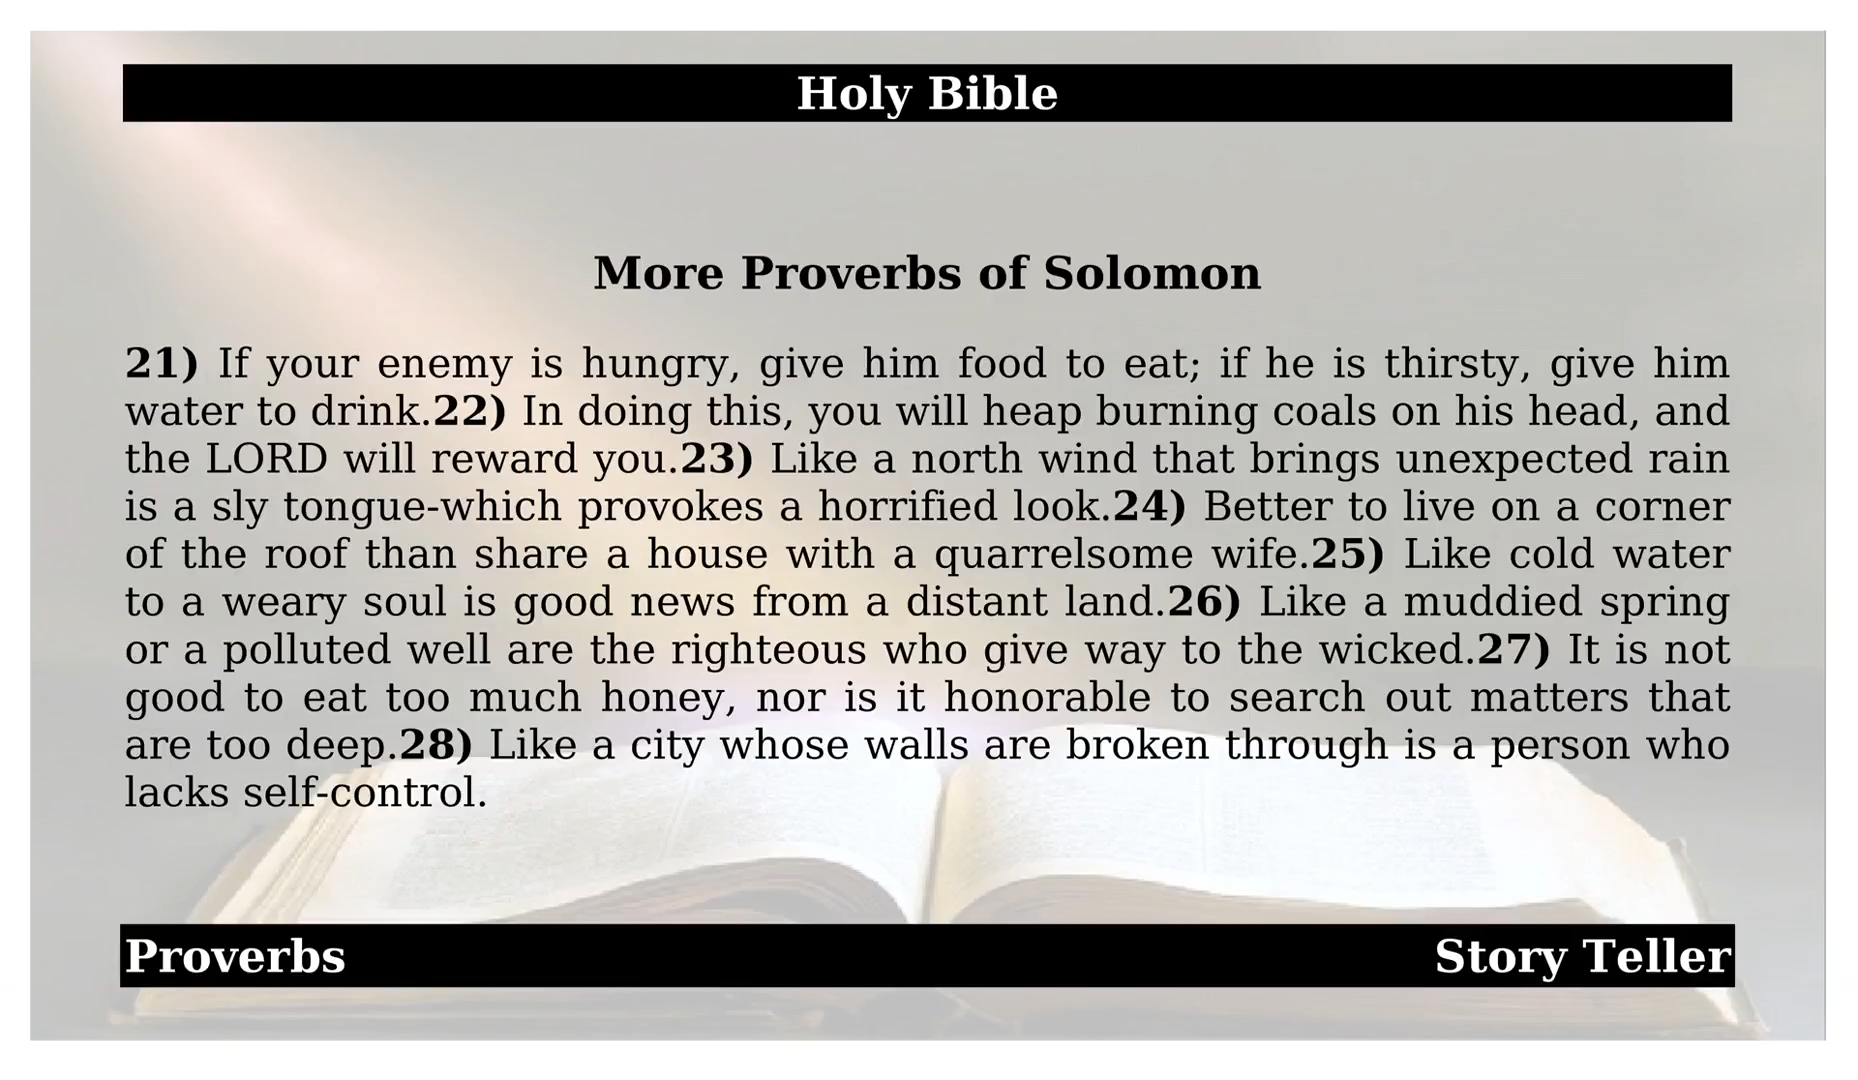 Holy Bible
More Proverbs of Solomon
21) If your enemy is hungry, give him food to eat; if he is thirsty, give him
water to drink.22) In doing this, you will heap burning coals on his head, and
the LORD will reward you.23) Like a north wind that brings unexpected rain
is a sly tongue-which provokes a horrified look.24) Better to live on a corner
of the roof than share a house with a quarrelsome wife.25) Like cold water
to a weary soul is good news from a distant land.26) Like a muddied spring
or a polluted well are the righteous who give way to the wicked.27) It is not
good to eat too much honey, nor is it honorable to search out matters that
are too deep.28) Like a city whose walls are broken through is a person who
lacks self-control.
Proverbs
Story Teller